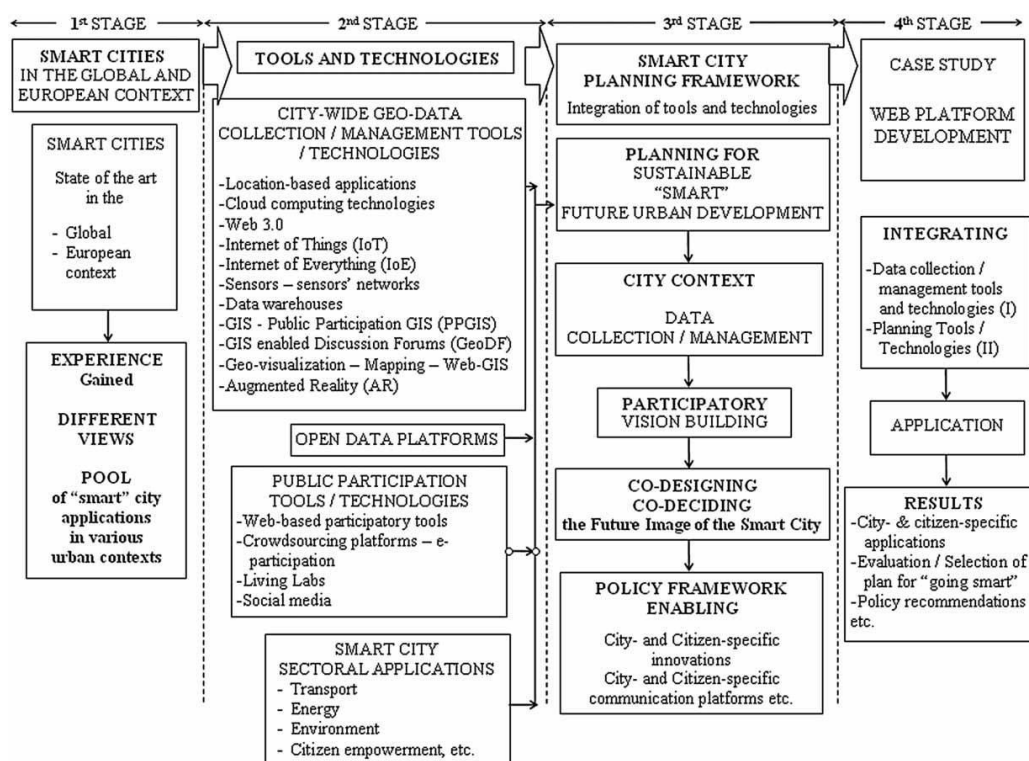 1st STAGE
2nd STAGE
3rd STAGE
4th STAGE
SMART CITIES
IN THE GLOBAL AND
EUROPEAN CONTEXT
SMART CITIES
State of the art
in the
- Global
- European
context
EXPERIENCE
Gained
DIFFERENT
VIEWS
POOL
of "smart" city
applications
in various
urban contexts
TOOLS AND TECHNOLOGIES
CITY-WIDE GEO-DATA
COLLECTION / MANAGEMENT TOOLS
/ TECHNOLOGIES
-Location-based applications
-Cloud computing technologies
-Web 3.0
-Internet of Things (IoT)
-Internet of Everything (IoE)
-Sensors – sensors' networks
-Data warehouses
-GIS - Public Participation GIS (PPGIS)
-GIS enabled Discussion Forums (GeoDF)
-Geo-visualization – Mapping – Web-GIS
-Augmented Reality (AR)
OPEN DATA PLATFORMS
PUBLIC PARTICIPATION
TOOLS / TECHNOLOGIES
-Web-based participatory tools
-Crowdsourcing platforms – e-
participation
-Living Labs
-Social media
SMART CITY
SECTORAL APPLICATIONS
- Transport
- Energy
- Environment
- Citizen empowerment, etc.
SMART CITY
PLANNING FRAMEWORK
Integration of tools and technologies
PLANNING FOR
SUSTAINABLE
"SMART"
FUTURE URBAN DEVELOPMENT
CITY CONTEXT
DATA
COLLECTION / MANAGEMENT
PARTICIPATORY
VISION BUILDING
CO-DESIGNING
CO-DECIDING
the Future Image of the Smart City
POLICY FRAMEWORK
ENABLING
City- and Citizen-specific
innovations
City- and Citizen-specific
communication platforms etc.
CASE STUDY
WEB PLATFORM
DEVELOPMENT
INTEGRATING
-Data collection /
management tools
and technologies (I)
-Planning Tools /
Technologies (II)
APPLICATION
RESULTS
-City- & citizen-specific
applications
-Evaluation / Selection of
plan for "going smart"
-Policy recommendations
etc.